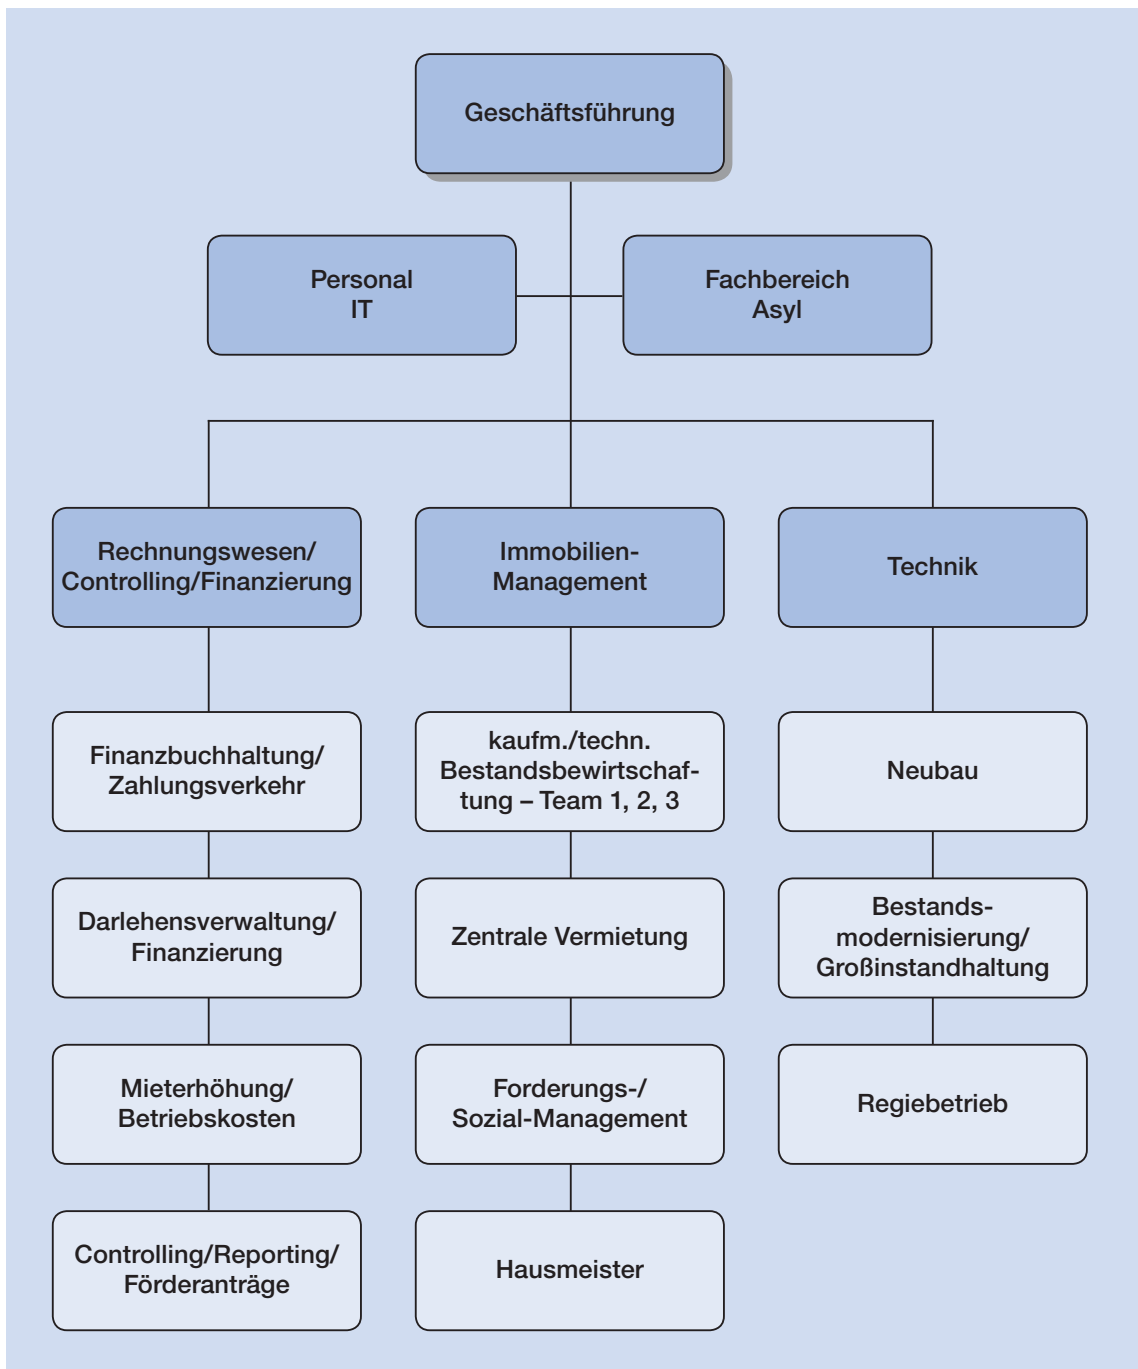 Geschäftsführung
Personal
IT
Fachbereich
Asyl
Rechnungswesen/
Controlling/Finanzierung
Immobilien-
Management
Technik
Finanzbuchhaltung/
Zahlungsverkehr
kaufm./techn.
Bestandsbewirtschaf-
tung – Team 1, 2, 3
Neubau
Darlehensverwaltung/
Finanzierung
Zentrale Vermietung
Bestands-
modernisierung/
Großinstandhaltung
Mieterhöhung/
Betriebskosten
Forderungs-/
Sozial-Management
Regiebetrieb
Controlling/Reporting/
Förderanträge
Hausmeister